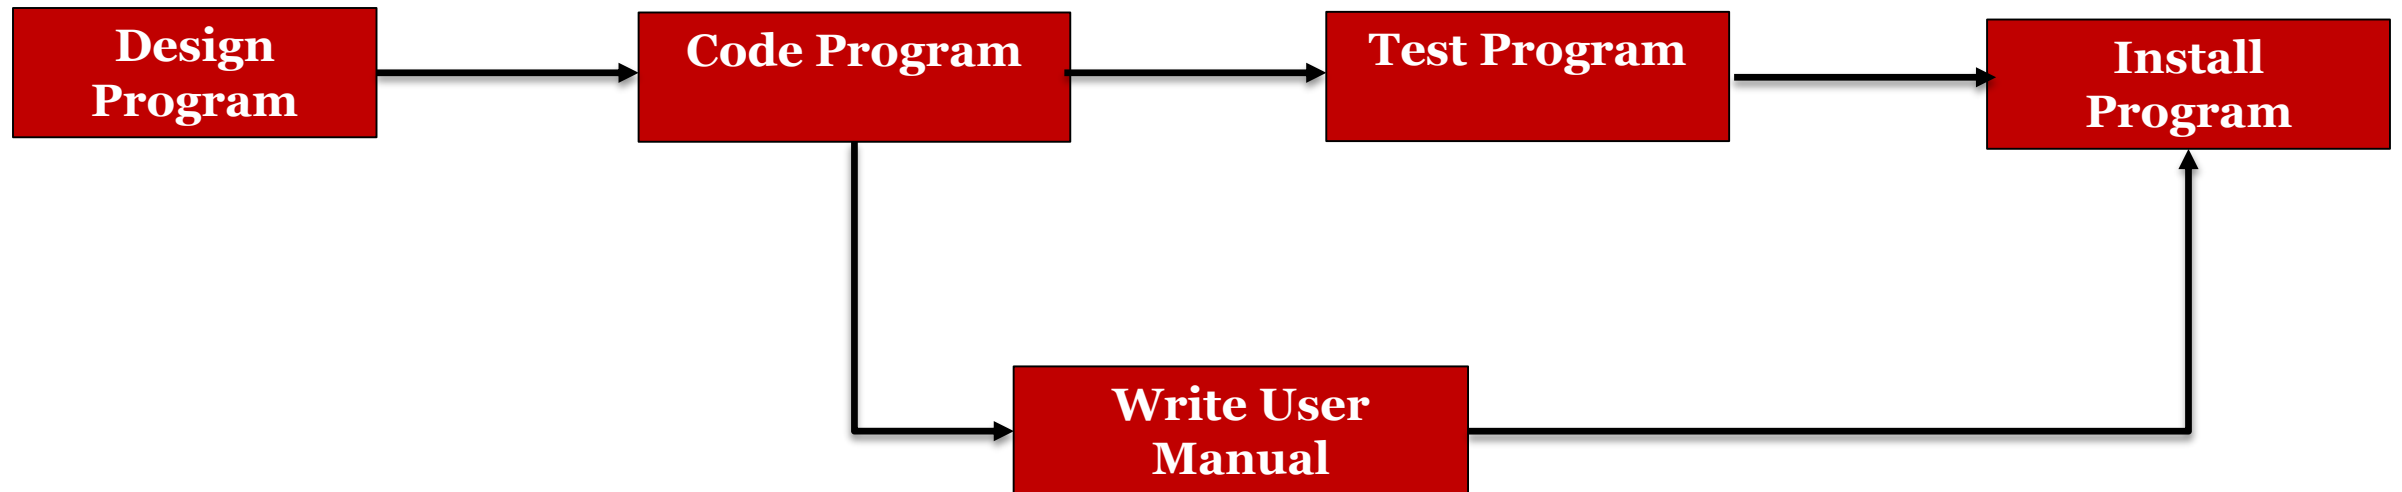 Design
Program
Code Program
Test Program
Install
Program
Write User
Manual